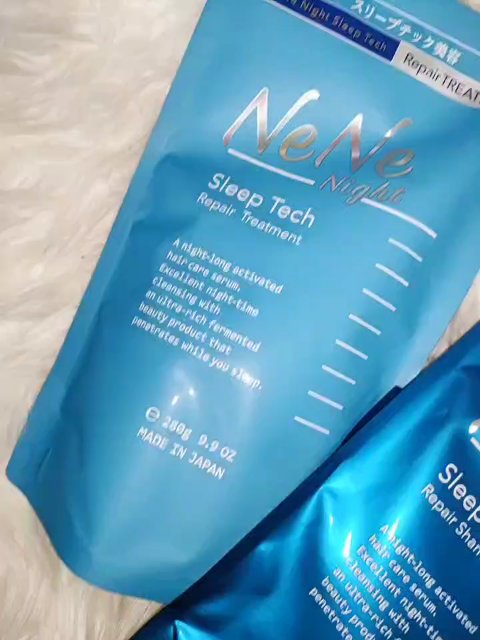 スリープテック美容
Night Sleep Tech
Repair TREAT
NeNe
Night
Sleep Tech
Repair Treatment
A night-long activated
hair care serum.
Excellent night-time
cleansing with
an ultra-rich fermented
beauty product that
penetrates while you sleep.
280g 9.9 OZ
MADE IN JAPAN
Sleep
Repair Sham
A night-long activated
hair care serum
Excellent night-t
cleansing with
an ultra-rich
beauty prod
penetrat